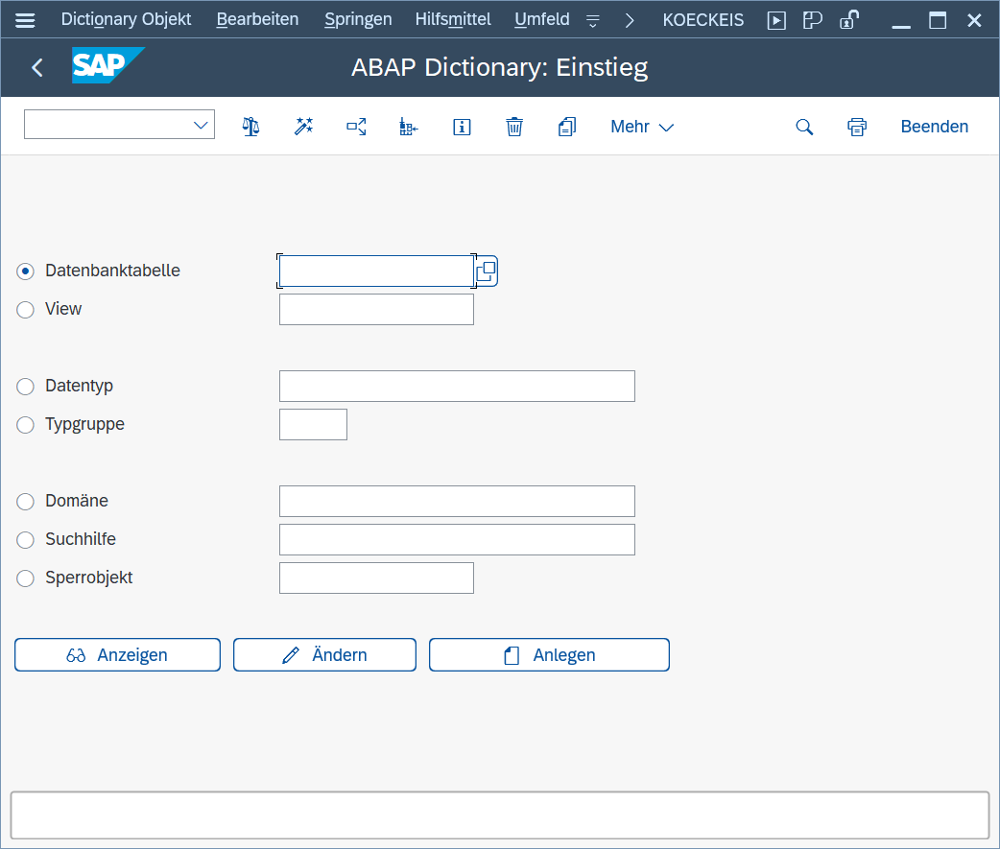 Dictionary Objekt Bearbeiten Springen Hilfsmittel Umfeld KOECKEIS
SAP ABAP Dictionary: Einstieg
Mehr Beenden
Datenbanktabelle
View
Datentyp
Typgruppe
Domäne
Suchhilfe
Sperrobjekt
Anzeigen Ändern Anlegen